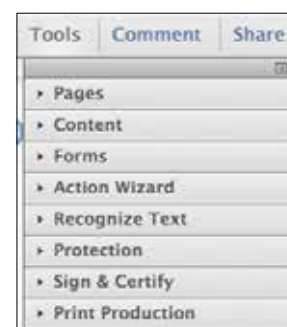 Tools Comment Share
Pages
Content
Forms
Action Wizard
Recognize Text
Protection
Sign & Certify
Print Production